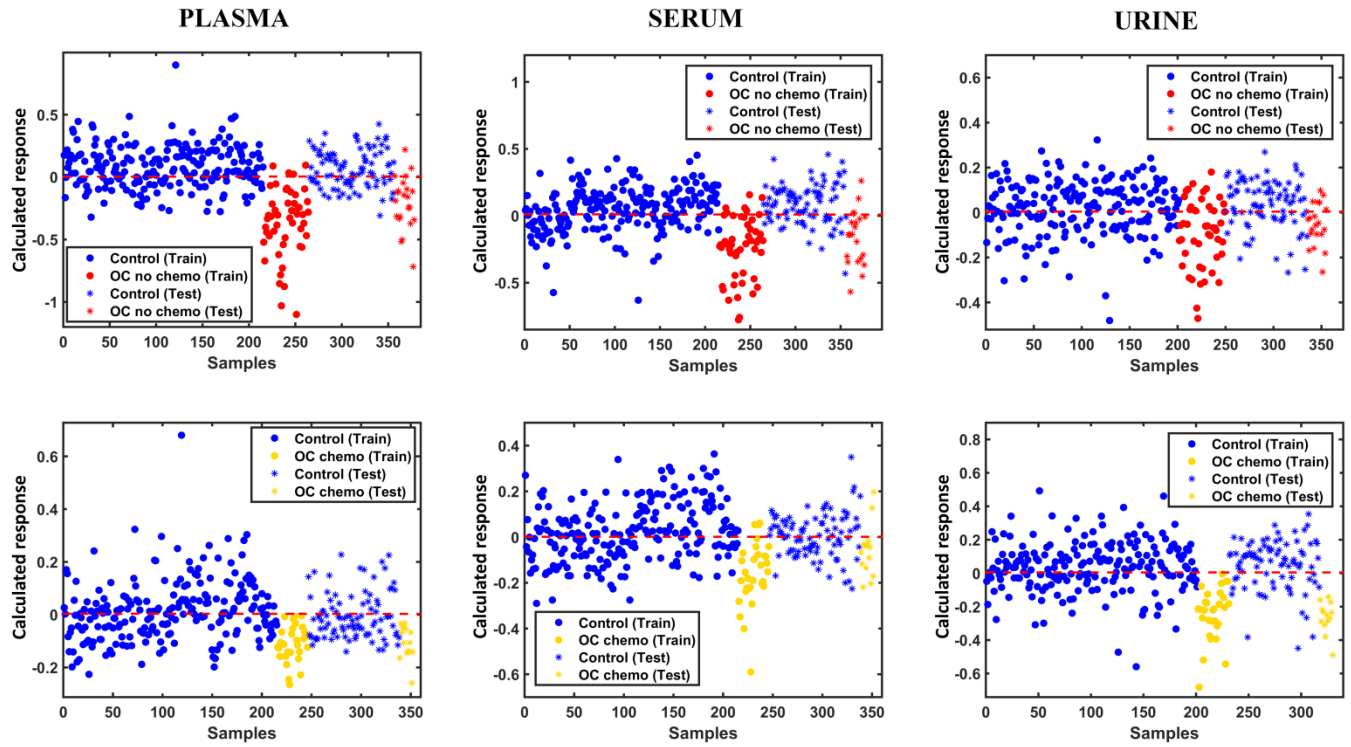 PLASMA SERUM URINE
Calculated response
0.5
0
-0.5
-1
Control (Train)
OC no chemo (Train)
Control (Test)
OC no chemo (Test)
0 50 100 150 200 250 300 350
Samples
Calculated response
1
0.5
0
-0.5
Control (Train)
OC no chemo (Train)
Control (Test)
OC no chemo (Test)
0 50 100 150 200 250 300 350
Samples
Calculated response
0.6
0.4
0.2
0
-0.2
-0.4
Control (Train)
OC no chemo (Train)
Control (Test)
OC no chemo (Test)
0 50 100 150 200 250 300 350
Samples
Calculated response
0.6
0.4
0.2
0
-0.2
Control (Train)
OC chemo (Train)
Control (Test)
OC chemo (Test)
0 50 100 150 200 250 300 350
Samples
Calculated response
0.4
0.2
0
-0.2
-0.4
-0.6
Control (Train)
OC chemo (Train)
Control (Test)
OC chemo (Test)
0 50 100 150 200 250 300 350
Samples
Calculated response
0.8
0.6
0.4
0.2
0
-0.2
-0.4
-0.6
Control (Train)
OC chemo (Train)
Control (Test)
OC chemo (Test)
0 50 100 150 200 250 300
Samples